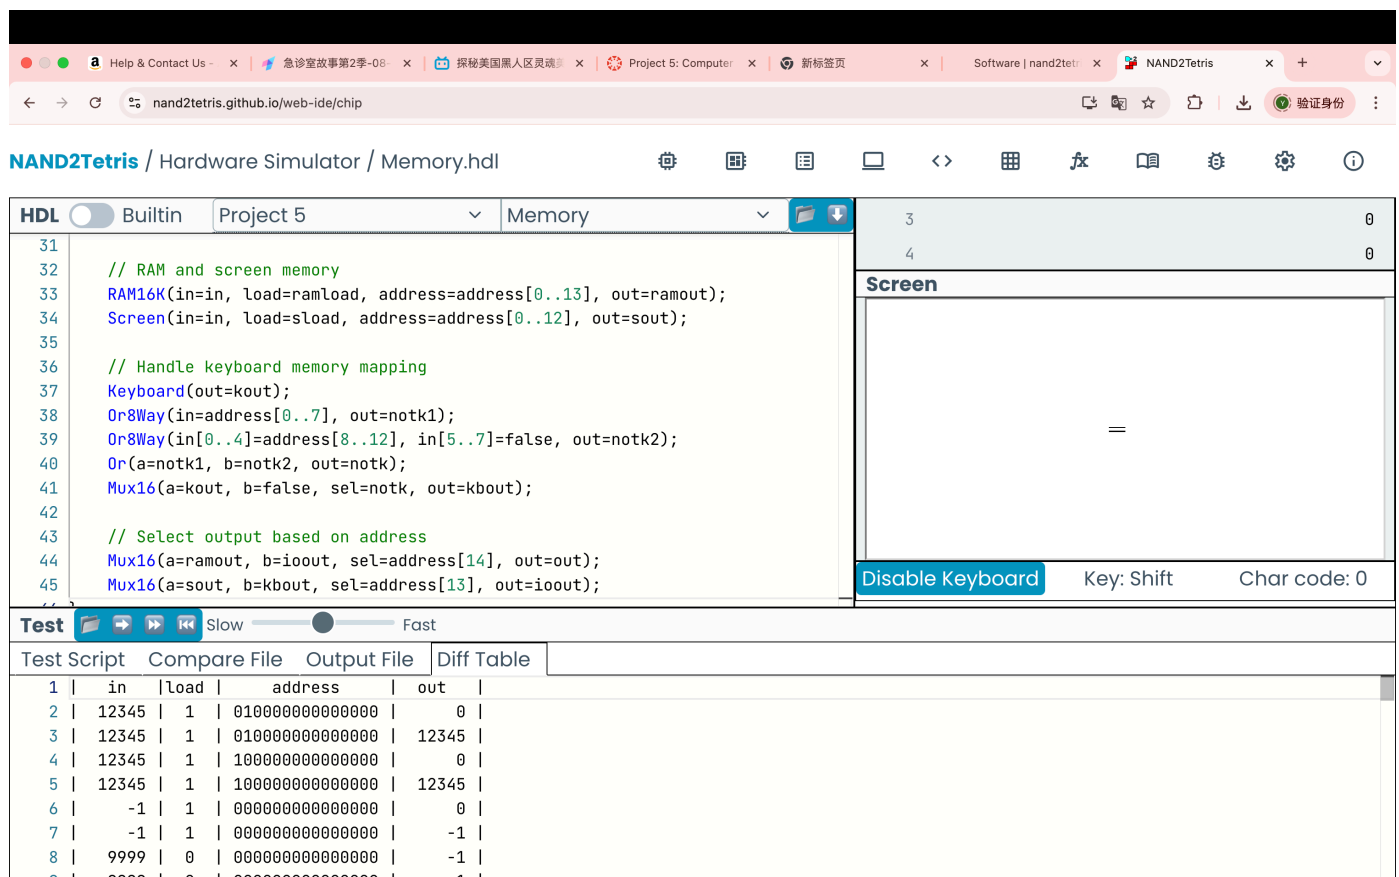 Help & Contact Us -
急诊室故事第2季-08-
探秘美国黑人区灵魂美
Project 5: Computer
新标签页
Software | nand2tetr
NAND2Tetris
nand2tetris.github.io/web-ide/chip
验证身份
NAND2Tetris / Hardware Simulator / Memory.hdl
HDL Builtin Project 5 Memory
31
32 // RAM and screen memory
33 RAM16K(in=in, load=ramload, address=address[0..13], out=ramout);
34 Screen(in=in, load=sload, address=address[0..12], out=sout);
35
36 // Handle keyboard memory mapping
37 Keyboard(out=kout);
38 Or8Way(in=address[0..7], out=notk1);
39 Or8Way(in[0..4]=address[8..12], in[5..7]=false, out=notk2);
40 Or(a=notk1, b=notk2, out=notk);
41 Mux16(a=kout, b=false, sel=notk, out=kbout);
42
43 // Select output based on address
44 Mux16(a=ramout, b=ioout, sel=address[14], out=out);
45 Mux16(a=sout, b=kbout, sel=address[13], out=ioout);
3 0
4 0
Screen
Disable Keyboard Key: Shift Char code: 0
Test Slow Fast
Test Script Compare File Output File Diff Table
1 | in |load | address | out |
2 | 12345 | 1 | 010000000000000 | 0 |
3 | 12345 | 1 | 010000000000000 | 12345 |
4 | 12345 | 1 | 100000000000000 | 0 |
5 | 12345 | 1 | 100000000000000 | 12345 |
6 | -1 | 1 | 000000000000000 | 0 |
7 | -1 | 1 | 000000000000000 | -1 |
8 | 9999 | 0 | 000000000000000 | -1 |